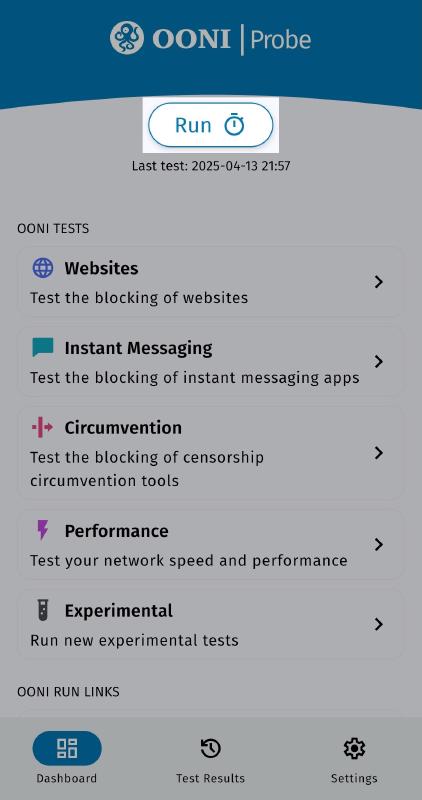 OONI Probe
Run
Last test: 2025-04-13 21:57
OONI TESTS
Websites
Test the blocking of websites
Instant Messaging
Test the blocking of instant messaging apps
Circumvention
Test the blocking of censorship
circumvention tools
Performance
Test your network speed and performance
Experimental
Run new experimental tests
OONI RUN LINKS
Dashboard
Test Results
Settings